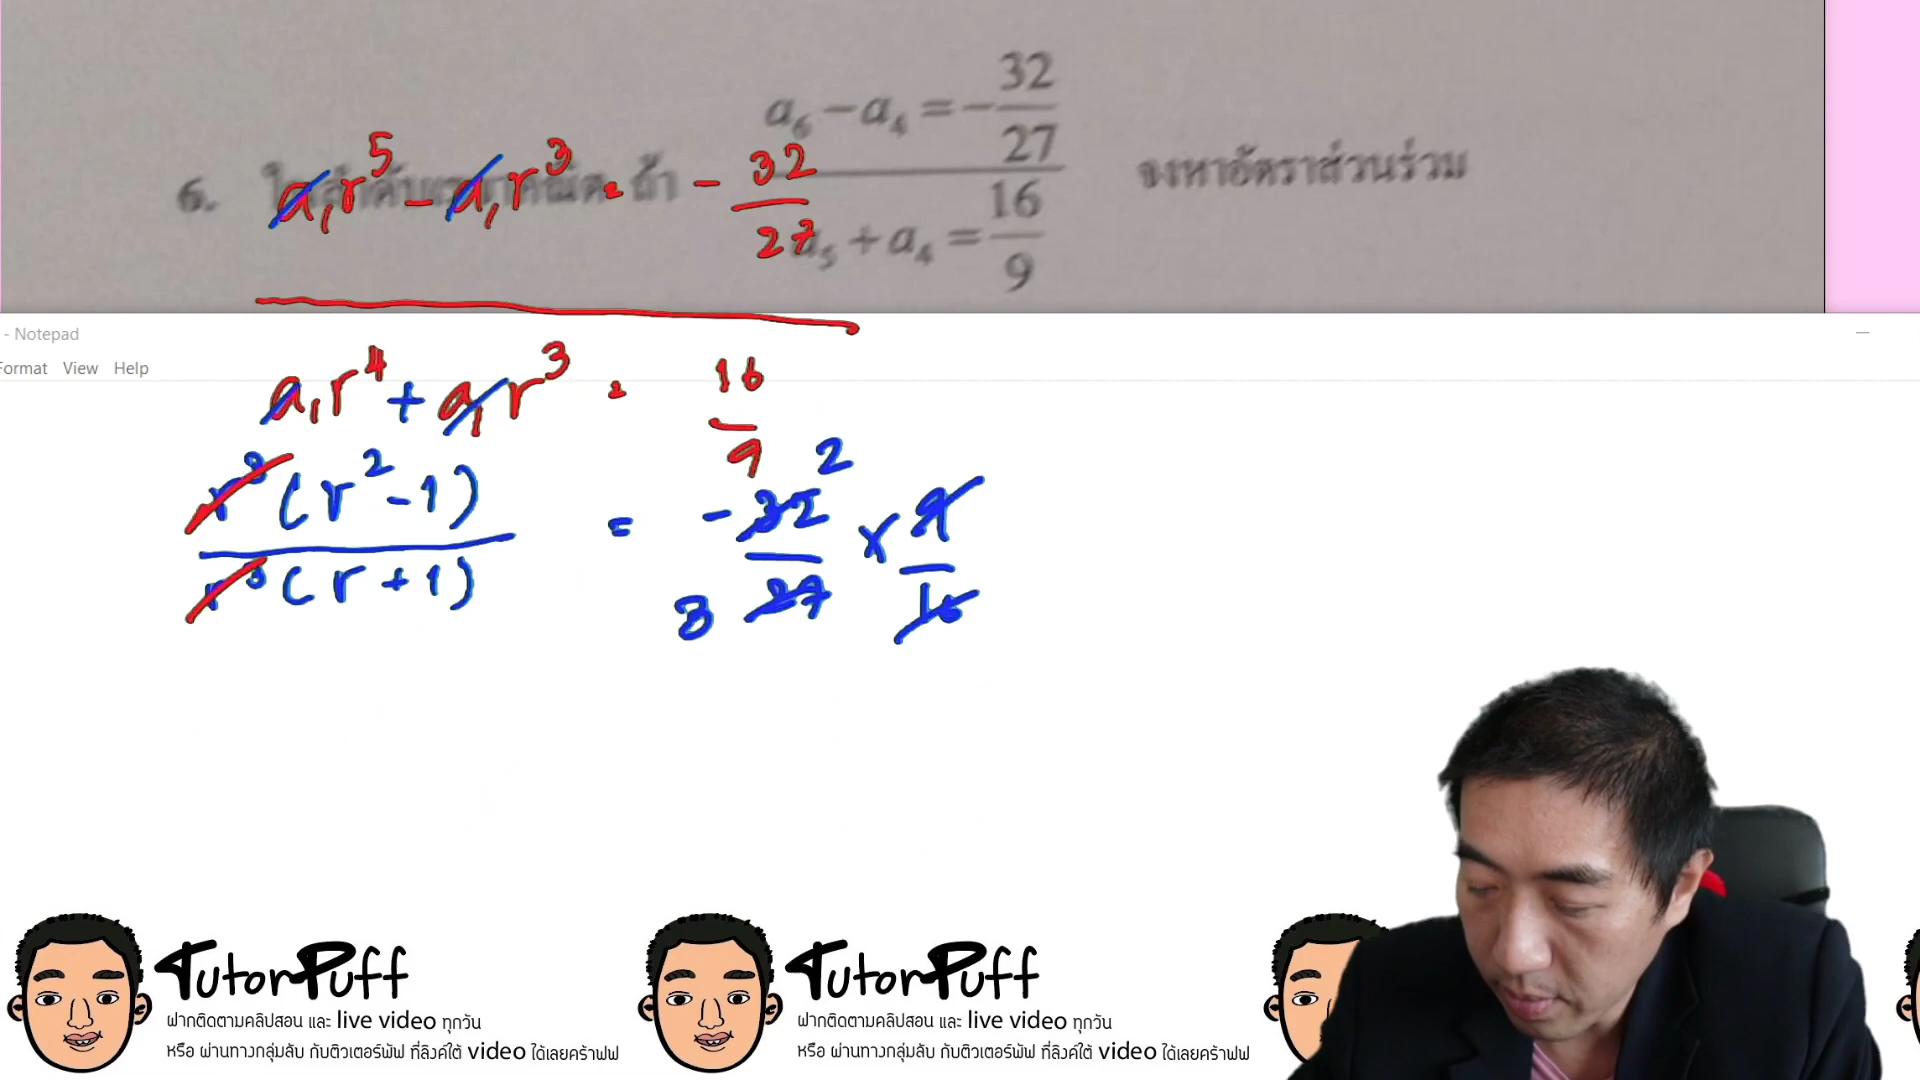 a₆ − a₄ = − 32/27
6. ถ้า จงหาอัตราส่วนร่วม
a₁r⁵ − a₁r³ = − 32/27
+ a₄ = 16/9
- Notepad
Format View Help
a₁r⁴ + a₁r³ = 16/9
r³(r² - 1) / r³(r + 1) = - 32/27 × 9/16
2
3
TutorPuff TutorPuff
ฝากติดตามคลิปสอน และ live video ทุกวัน ฝากติดตามคลิปสอน และ live video ทุกวัน
หรือ ผ่านทางกลุ่มลับ กับติวเตอร์พัฟ ที่ลิงค์ใต้ video ได้เลยคร้าฟฟ หรือ ผ่านทางกลุ่มลับ กับติวเตอร์พัฟ ที่ลิงค์ใต้ video ได้เลยคร้าฟฟ